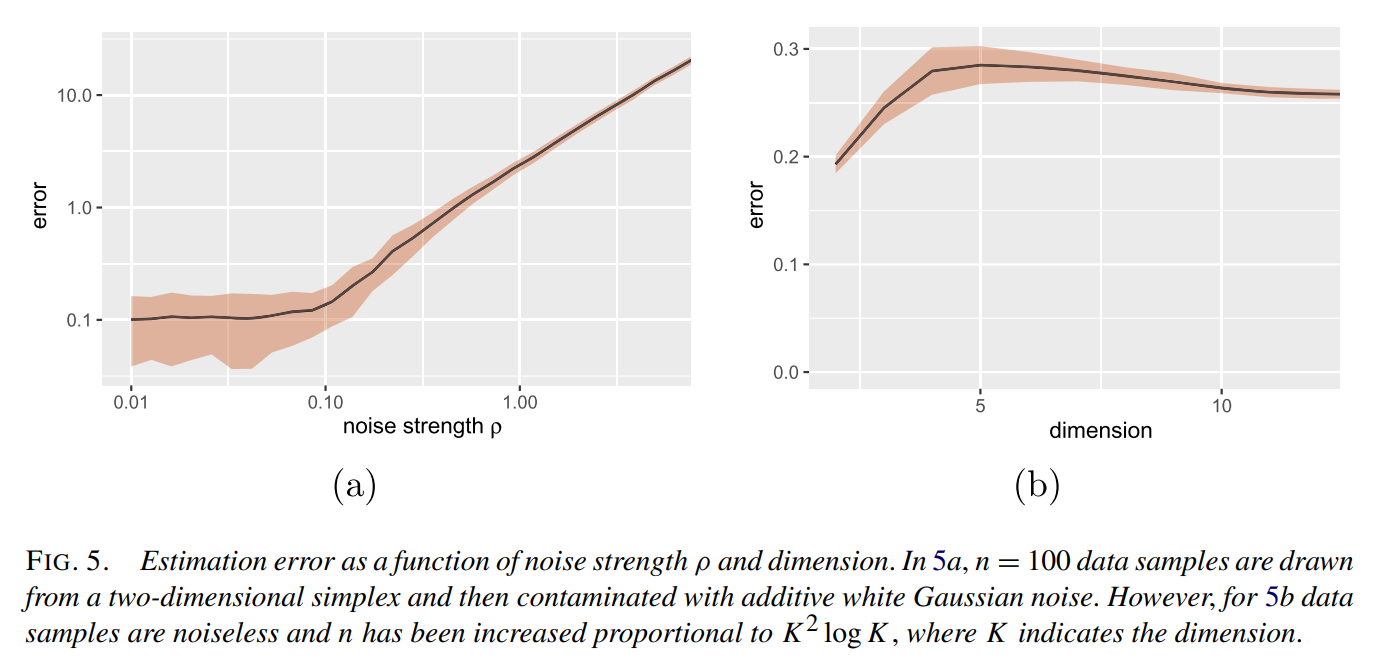 10.0
1.0
0.1
error
0.01 0.10 1.00
noise strength ρ
(a)
0.3
0.2
0.1
0.0
error
5 10
dimension
(b)
FIG. 5. Estimation error as a function of noise strength ρ and dimension. In 5a, n = 100 data samples are drawn
from a two-dimensional simplex and then contaminated with additive white Gaussian noise. However, for 5b data
samples are noiseless and n has been increased proportional to K² log K, where K indicates the dimension.